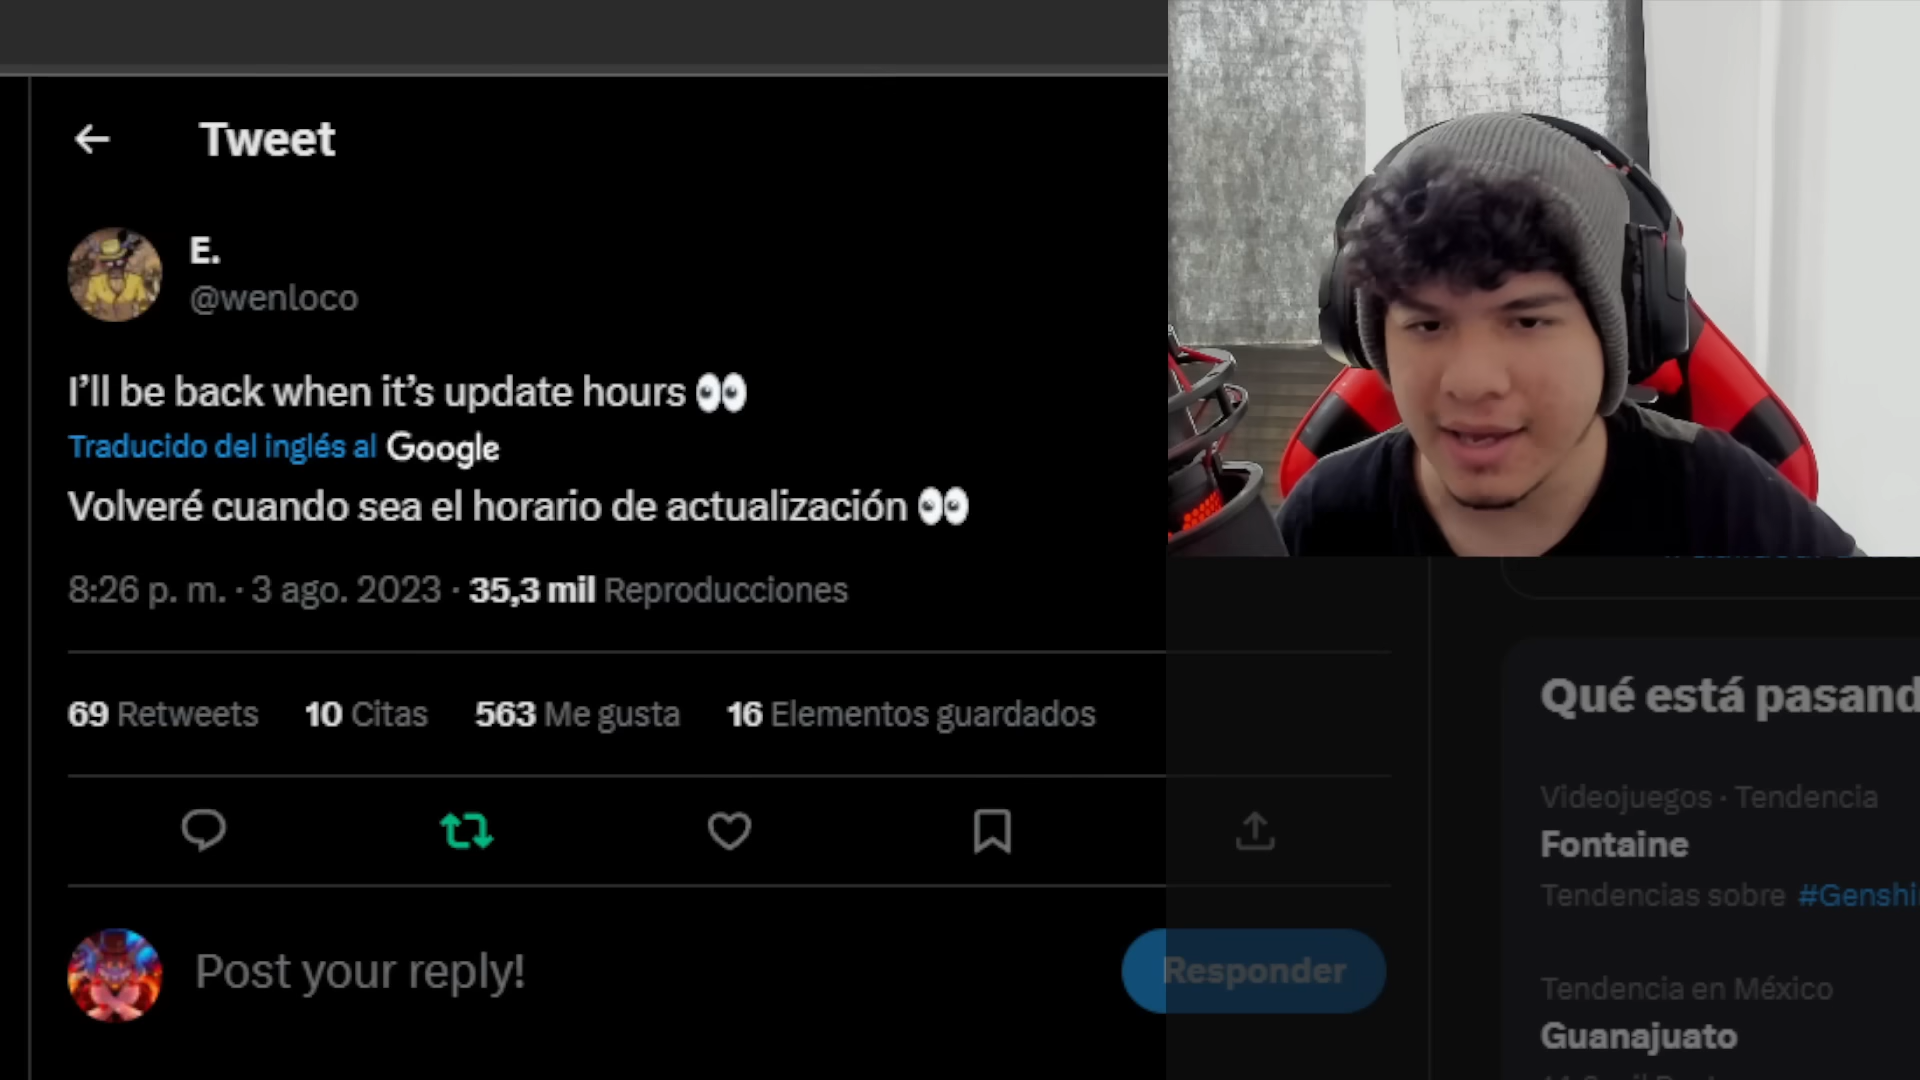 Tweet
E.
@wenloco
I'll be back when it's update hours 👀
Traducido del inglés al Google
Volveré cuando sea el horario de actualización 👀
8:26 p. m. · 3 ago. 2023 · 35,3 mil Reproducciones
69 Retweets 10 Citas 563 Me gusta 16 Elementos guardados
Post your reply!
Responder
Qué está pasand
Videojuegos · Tendencia
Fontaine
Tendencias sobre #Genshi
Tendencia en México
Guanajuato